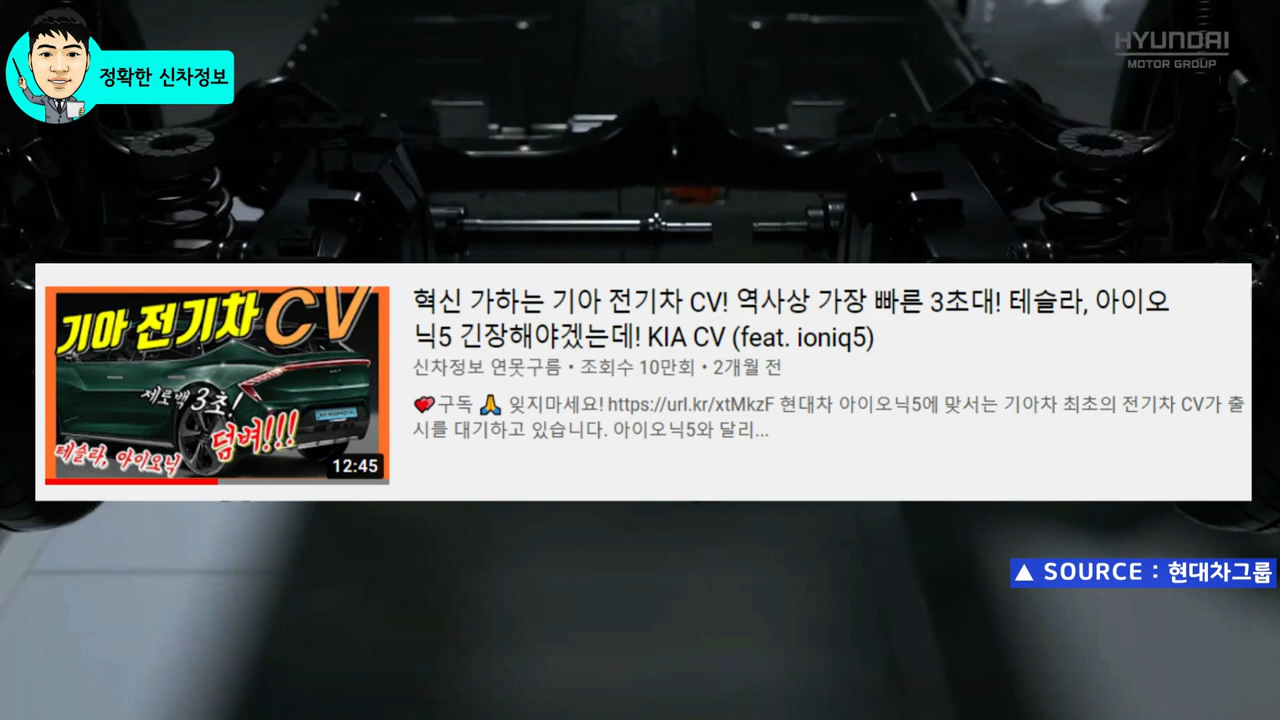 정확한 신차정보
HYUNDAI
MOTOR GROUP
기아 전기차 CV
제로백 3초!
덤벼!!!
테슬라, 아이오닉
12:45
혁신 가하는 기아 전기차 CV! 역사상 가장 빠른 3초대! 테슬라, 아이오
닉5 긴장해야겠는데! KIA CV (feat. ioniq5)
신차정보 연못구름 • 조회수 10만회 • 2개월 전
💘구독 🙏 잊지마세요! https://url.kr/xtMkzF 현대차 아이오닉5에 맞서는 기아차 최초의 전기차 CV가 출
시를 대기하고 있습니다. 아이오닉5와 달리...
▲ SOURCE : 현대차그룹